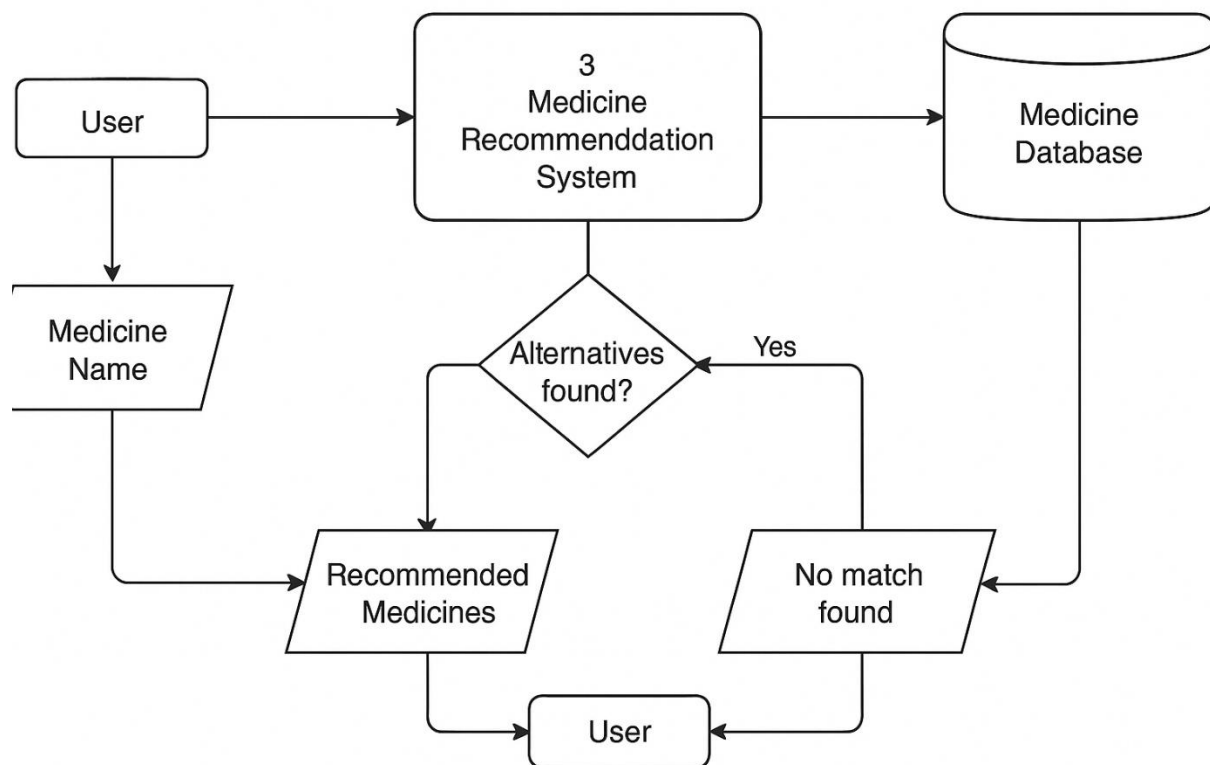 User
3
Medicine
Recommenddation
System
Medicine
Database
Medicine
Name
Alternatives
found?
Yes
Recommended
Medicines
No match
found
User